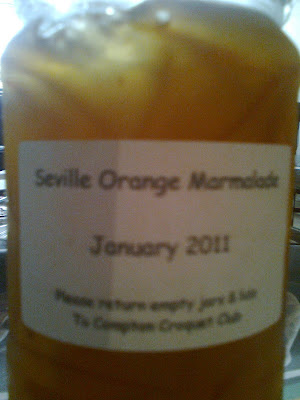 Seville Orange Marmalade
January 2011
Please return empty jars & lids
To Compton Croquet Club